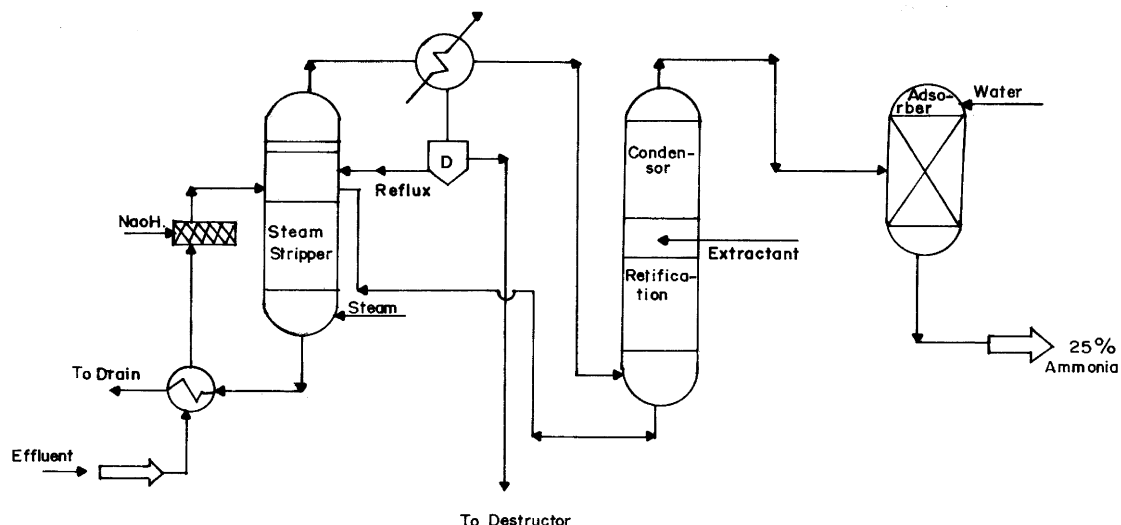 Adso-
rber
Water
Conden-
sor
D
Reflux
NaoH.
Steam
Stripper
Extractant
Retifica-
tion
Steam
25%
Ammonia
To Drain
Effluent
To Destructor